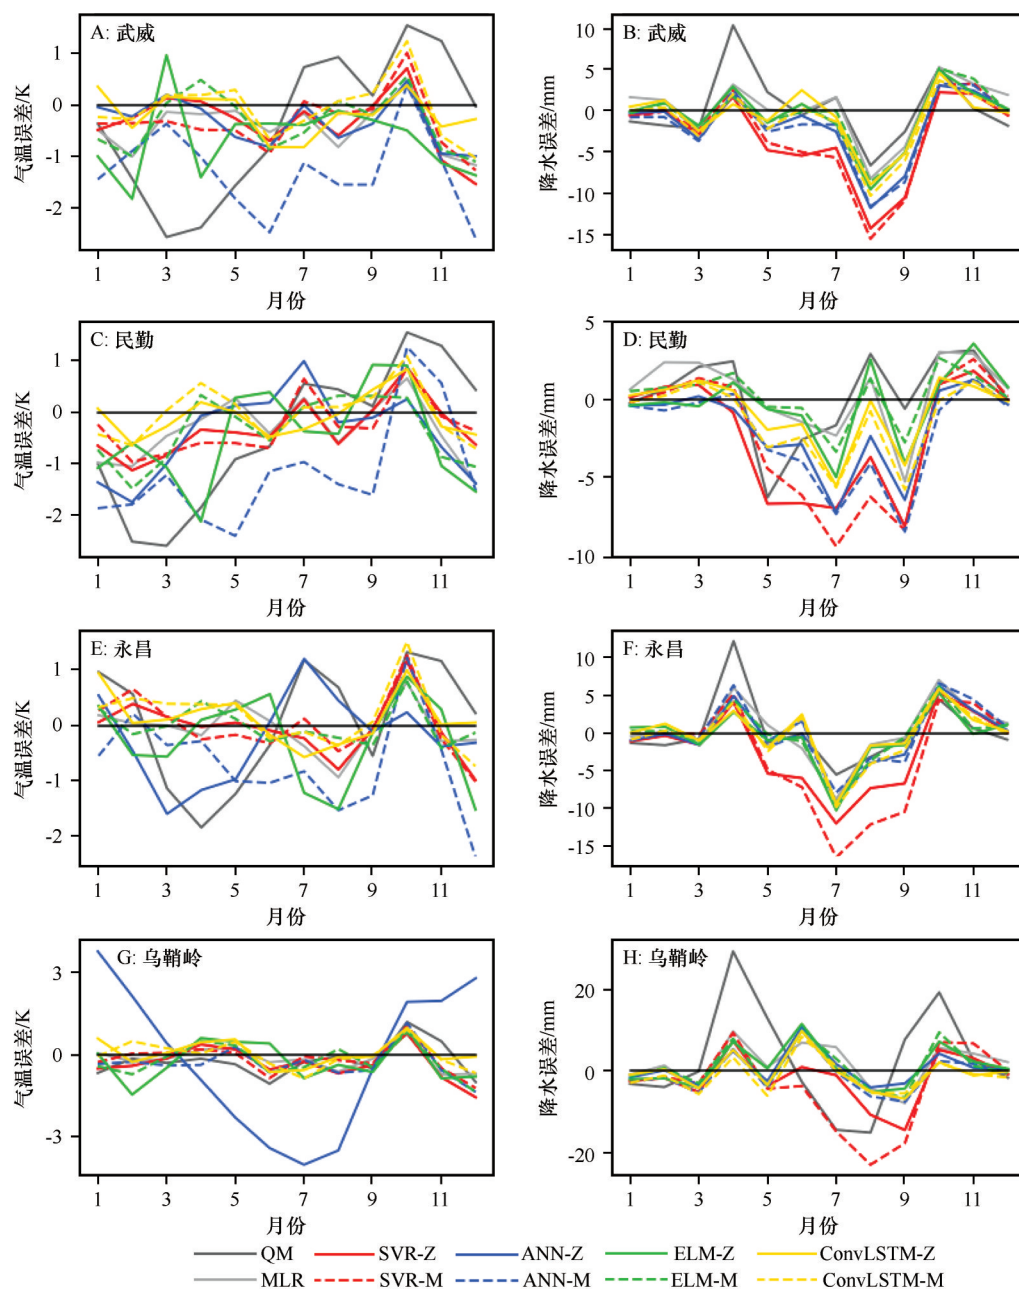 A: 武威
气温误差/K
1
0
-1
-2
1 3 5 7 9 11
月份
B: 武威
降水误差/mm
10
5
0
-5
-10
-15
1 3 5 7 9 11
月份
C: 民勤
气温误差/K
1
0
-1
-2
1 3 5 7 9 11
月份
D: 民勤
降水误差/mm
5
0
-5
-10
1 3 5 7 9 11
月份
E: 永昌
气温误差/K
1
0
-1
-2
1 3 5 7 9 11
月份
F: 永昌
降水误差/mm
10
5
0
-5
-10
-15
1 3 5 7 9 11
月份
G: 乌鞘岭
气温误差/K
3
0
-3
1 3 5 7 9 11
月份
H: 乌鞘岭
降水误差/mm
20
0
-20
1 3 5 7 9 11
月份
QM SVR-Z ANN-Z ELM-Z ConvLSTM-Z
MLR SVR-M ANN-M ELM-M ConvLSTM-M